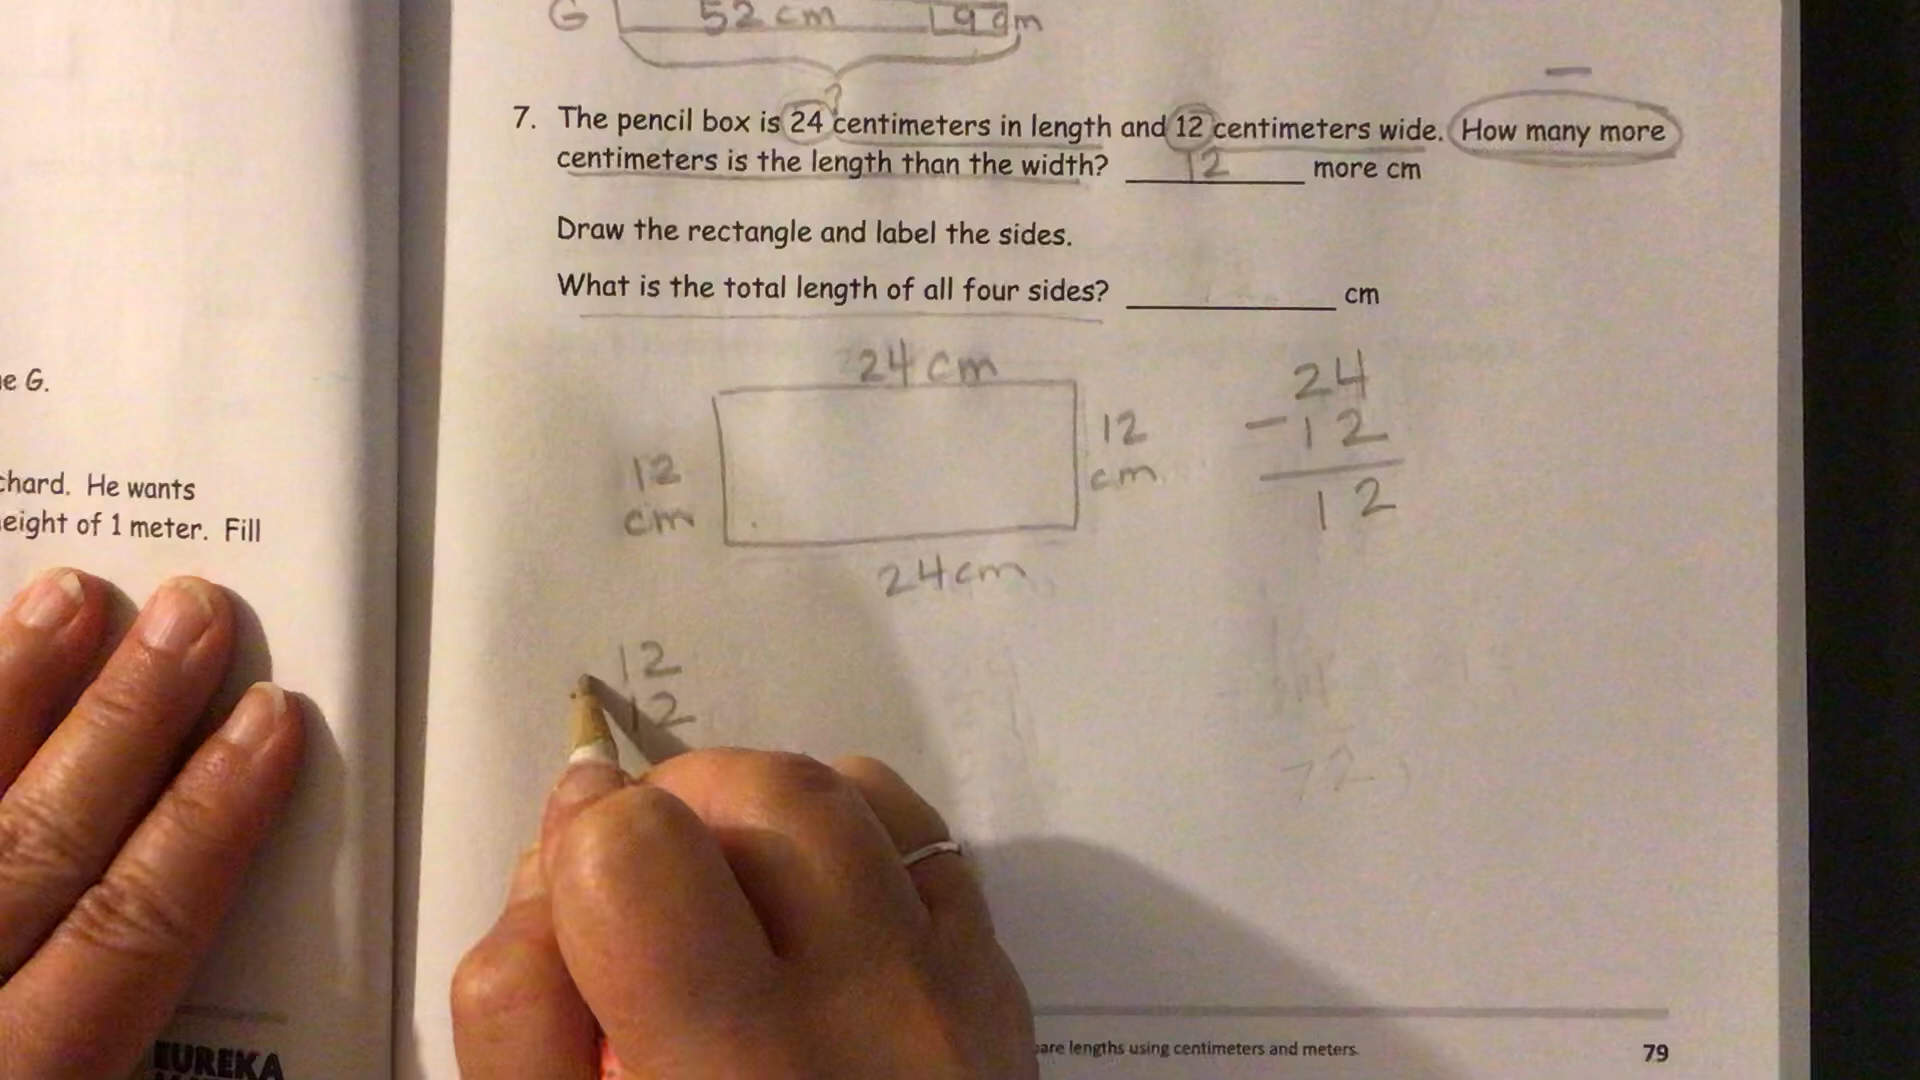 G 52 cm 9 cm
?
7. The pencil box is 24 centimeters in length and 12 centimeters wide. How many more
centimeters is the length than the width? 12 more cm
Draw the rectangle and label the sides.
What is the total length of all four sides? cm
24 cm
12
cm
12
cm
24 cm
24
-12
12
12
12
72
e G.
chard. He wants
eight of 1 meter. Fill
EUREKA
are lengths using centimeters and meters.
79